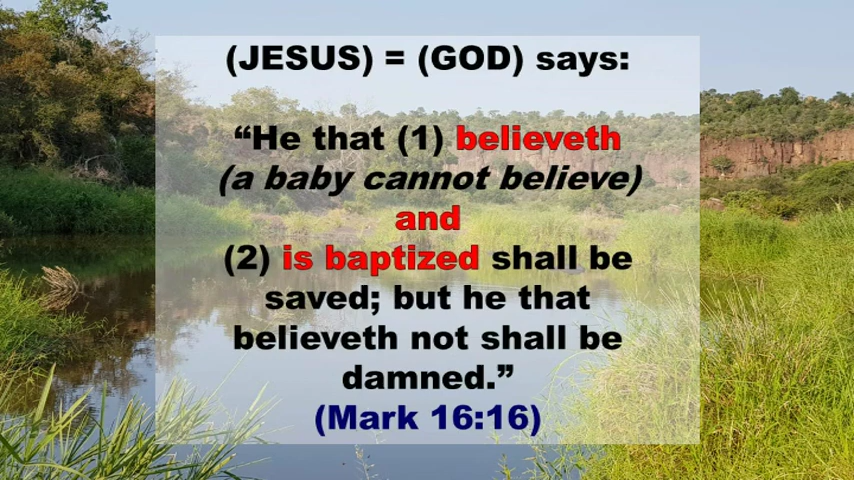 (JESUS) = (GOD) says:
“He that (1) believeth
(a baby cannot believe)
and
(2) is baptized shall be
saved; but he that
believeth not shall be
damned.”
(Mark 16:16)